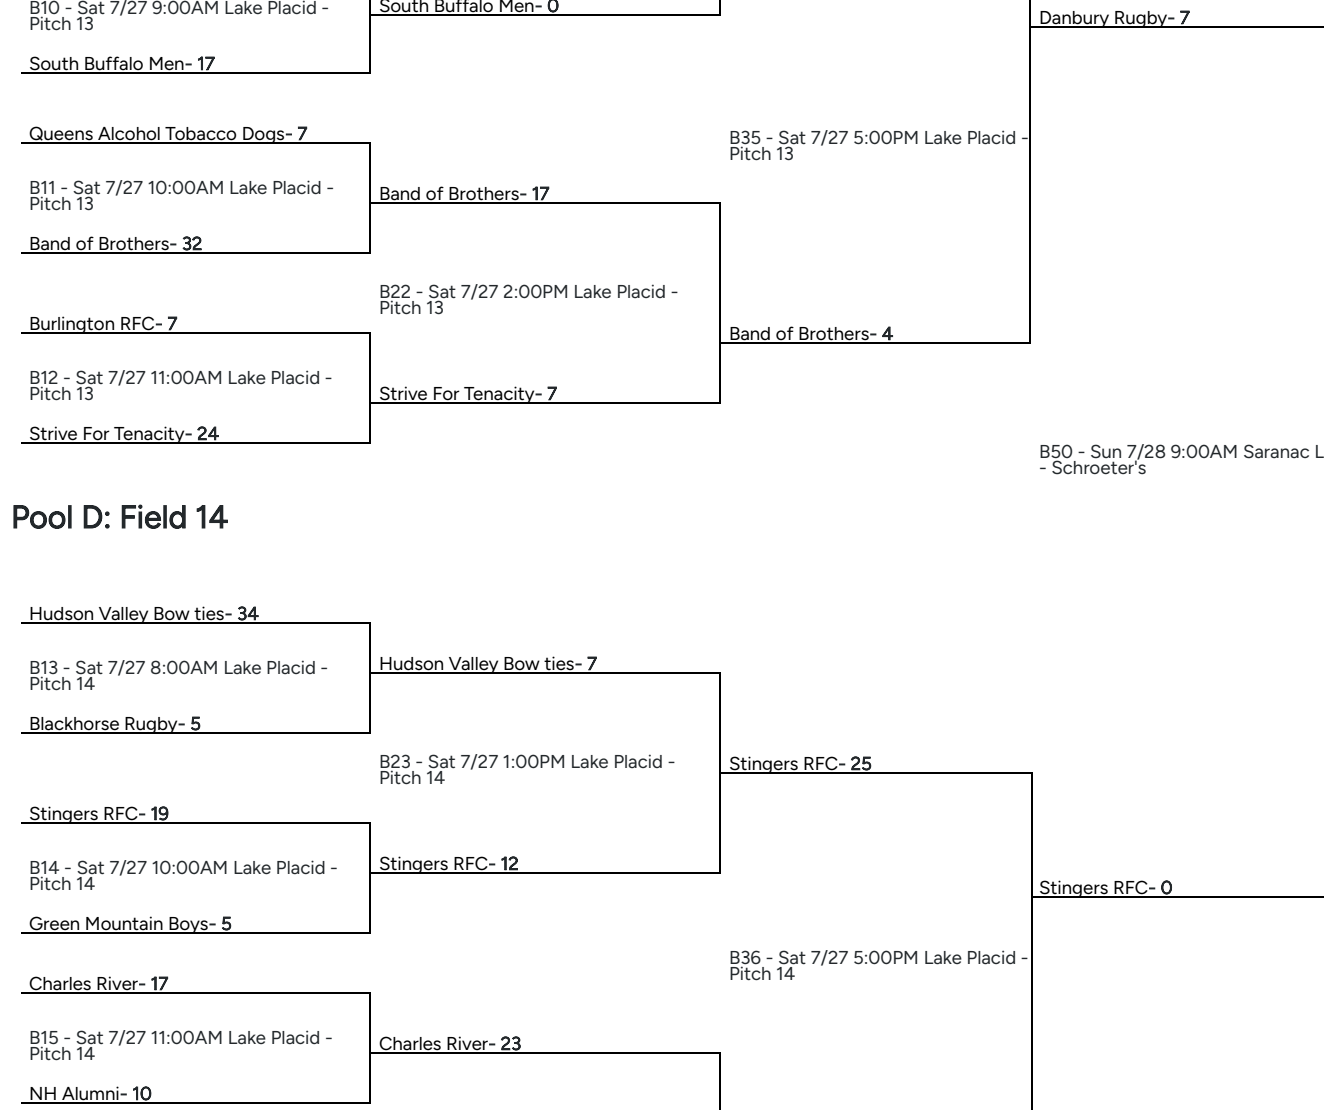 B10 - Sat 7/27 9:00AM Lake Placid -
Pitch 13
South Buffalo Men- 17
South Buffalo Men- 0
Danbury Rugby- 7
Queens Alcohol Tobacco Dogs- 7
B11 - Sat 7/27 10:00AM Lake Placid -
Pitch 13
Band of Brothers- 32
Band of Brothers- 17
B35 - Sat 7/27 5:00PM Lake Placid -
Pitch 13
B22 - Sat 7/27 2:00PM Lake Placid -
Pitch 13
Burlington RFC- 7
B12 - Sat 7/27 11:00AM Lake Placid -
Pitch 13
Strive For Tenacity- 24
Strive For Tenacity- 7
Band of Brothers- 4
B50 - Sun 7/28 9:00AM Saranac L
- Schroeter's
Pool D: Field 14
Hudson Valley Bow ties- 34
B13 - Sat 7/27 8:00AM Lake Placid -
Pitch 14
Blackhorse Rugby- 5
Hudson Valley Bow ties- 7
B23 - Sat 7/27 1:00PM Lake Placid -
Pitch 14
Stingers RFC- 25
Stingers RFC- 19
B14 - Sat 7/27 10:00AM Lake Placid -
Pitch 14
Green Mountain Boys- 5
Stingers RFC- 12
Stingers RFC- 0
B36 - Sat 7/27 5:00PM Lake Placid -
Pitch 14
Charles River- 17
B15 - Sat 7/27 11:00AM Lake Placid -
Pitch 14
NH Alumni- 10
Charles River- 23